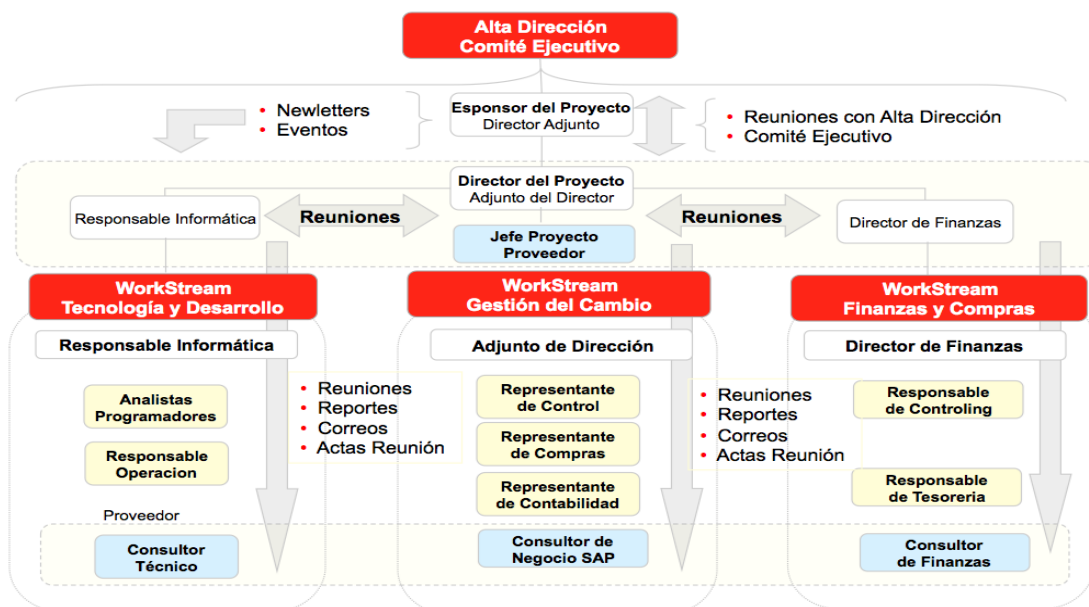 Alta Dirección
Comité Ejecutivo
Esponsor del Proyecto
Director Adjunto
• Newletters
• Eventos
• Reuniones con Alta Dirección
• Comité Ejecutivo
Director del Proyecto
Adjunto del Director
Responsable Informática
Reuniones
Reuniones
Director de Finanzas
Jefe Proyecto
Proveedor
WorkStream
Tecnología y Desarrollo
WorkStream
Gestión del Cambio
WorkStream
Finanzas y Compras
Responsable Informática
Adjunto de Dirección
Director de Finanzas
Analistas
Programadores
Responsable
Operacion
• Reuniones
• Reportes
• Correos
• Actas Reunión
Representante
de Control
Representante
de Compras
Representante
de Contabilidad
• Reuniones
• Reportes
• Correos
• Actas Reunión
Responsable
de Controling
Responsable
de Tesoreria
Proveedor
Consultor
Técnico
Consultor de
Negocio SAP
Consultor
de Finanzas